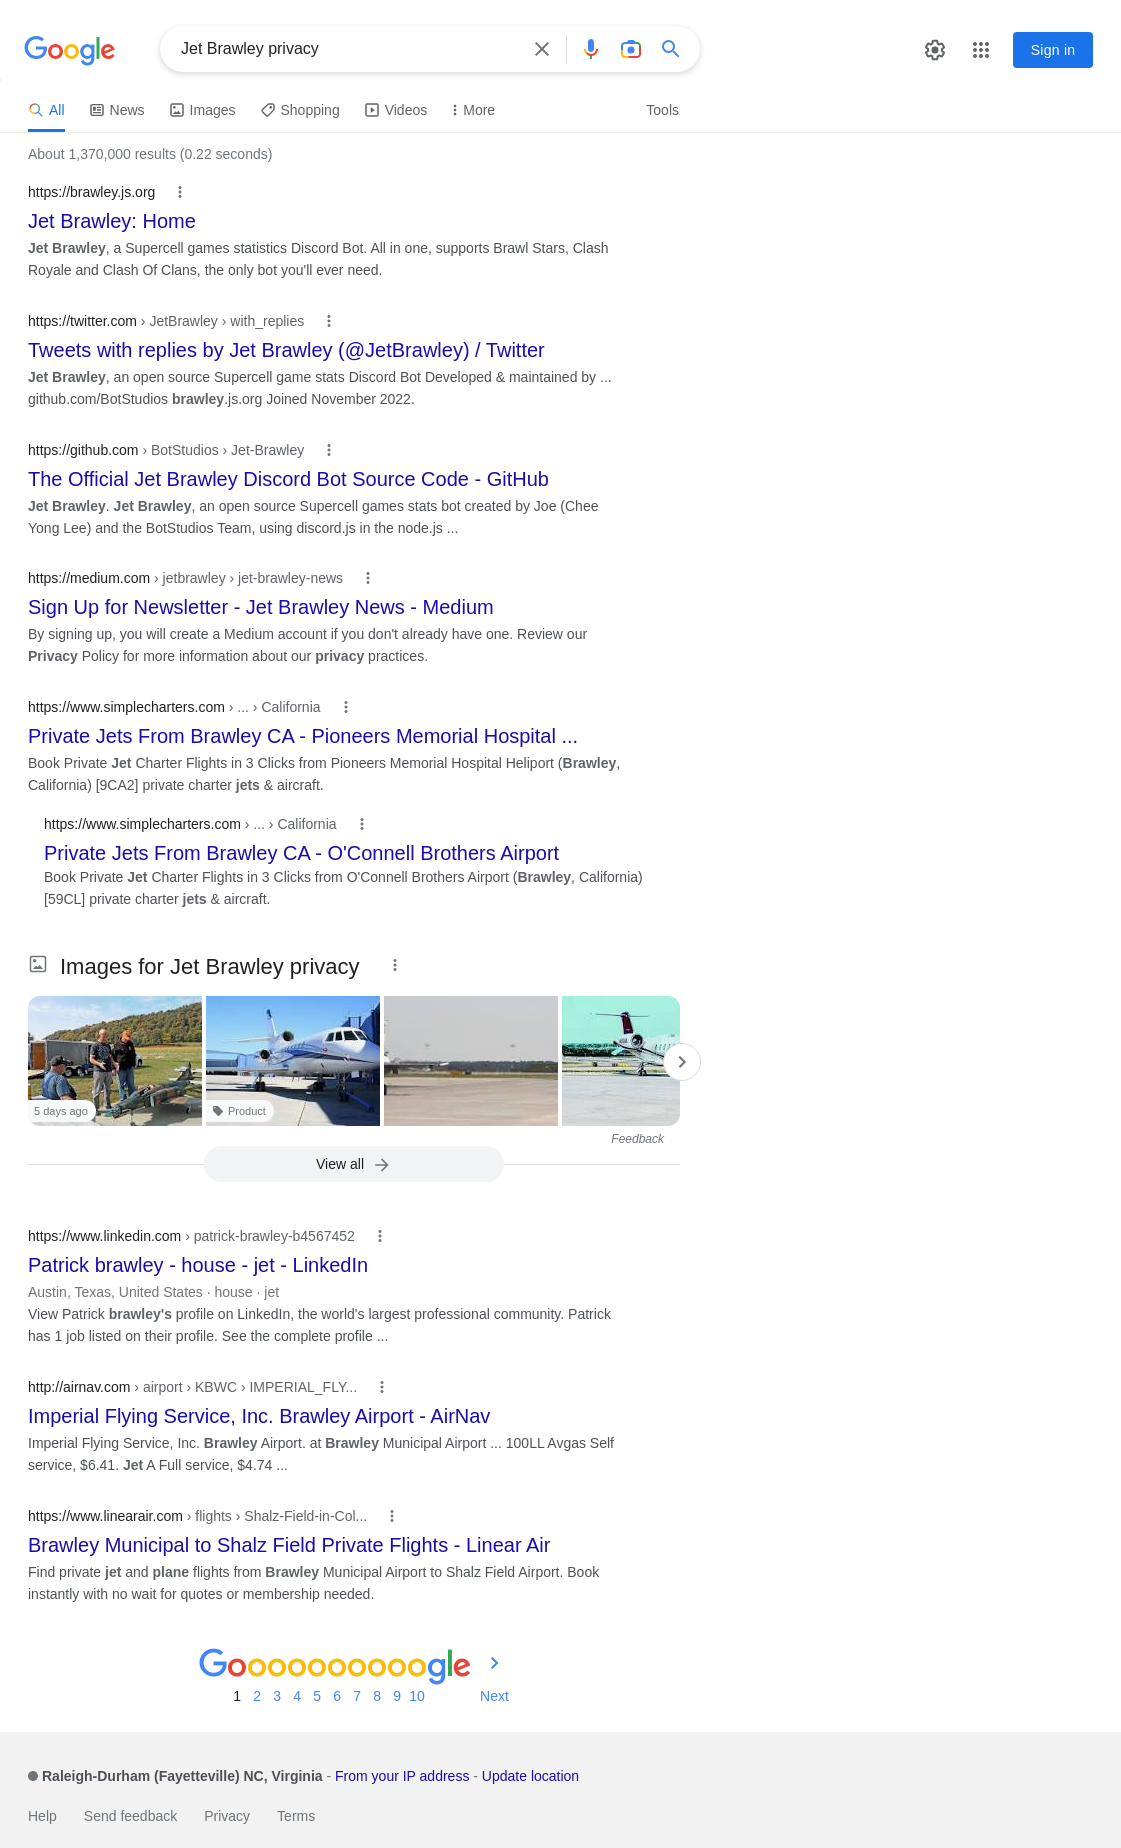 Google
Jet Brawley privacy
Sign in
All
News
Images
Shopping
Videos
More
Tools
About 1,370,000 results (0.22 seconds)
https://brawley.js.org
Jet Brawley: Home
Jet Brawley, a Supercell games statistics Discord Bot. All in one, supports Brawl Stars, Clash
Royale and Clash Of Clans, the only bot you'll ever need.
https://twitter.com › JetBrawley › with_replies
Tweets with replies by Jet Brawley (@JetBrawley) / Twitter
Jet Brawley, an open source Supercell game stats Discord Bot Developed & maintained by ...
github.com/BotStudios brawley.js.org Joined November 2022.
https://github.com › BotStudios › Jet-Brawley
The Official Jet Brawley Discord Bot Source Code - GitHub
Jet Brawley. Jet Brawley, an open source Supercell games stats bot created by Joe (Chee
Yong Lee) and the BotStudios Team, using discord.js in the node.js ...
https://medium.com › jetbrawley › jet-brawley-news
Sign Up for Newsletter - Jet Brawley News - Medium
By signing up, you will create a Medium account if you don't already have one. Review our
Privacy Policy for more information about our privacy practices.
https://www.simplecharters.com › ... › California
Private Jets From Brawley CA - Pioneers Memorial Hospital ...
Book Private Jet Charter Flights in 3 Clicks from Pioneers Memorial Hospital Heliport (Brawley,
California) [9CA2] private charter jets & aircraft.
https://www.simplecharters.com › ... › California
Private Jets From Brawley CA - O'Connell Brothers Airport
Book Private Jet Charter Flights in 3 Clicks from O'Connell Brothers Airport (Brawley, California)
[59CL] private charter jets & aircraft.
Images for Jet Brawley privacy
5 days ago
Product
Feedback
View all
https://www.linkedin.com › patrick-brawley-b4567452
Patrick brawley - house - jet - LinkedIn
Austin, Texas, United States · house · jet
View Patrick brawley's profile on LinkedIn, the world's largest professional community. Patrick
has 1 job listed on their profile. See the complete profile ...
http://airnav.com › airport › KBWC › IMPERIAL_FLY...
Imperial Flying Service, Inc. Brawley Airport - AirNav
Imperial Flying Service, Inc. Brawley Airport. at Brawley Municipal Airport ... 100LL Avgas Self
service, $6.41. Jet A Full service, $4.74 ...
https://www.linearair.com › flights › Shalz-Field-in-Col...
Brawley Municipal to Shalz Field Private Flights - Linear Air
Find private jet and plane flights from Brawley Municipal Airport to Shalz Field Airport. Book
instantly with no wait for quotes or membership needed.
Goooooooooogle
1 2 3 4 5 6 7 8 9 10 Next
Raleigh-Durham (Fayetteville) NC, Virginia - From your IP address - Update location
Help Send feedback Privacy Terms